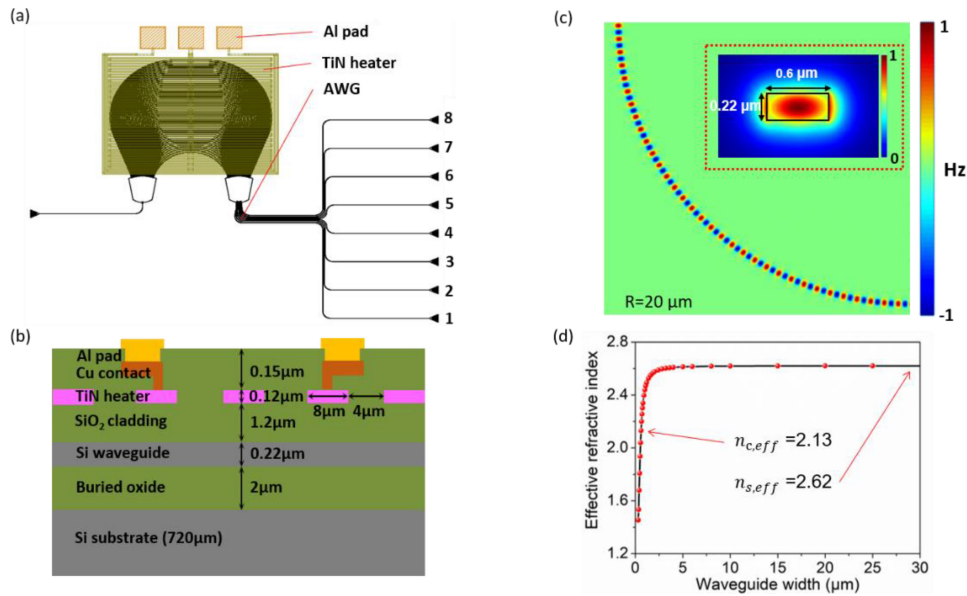 (a)
Al pad
TiN heater
AWG
8
7
6
5
4
3
2
1
(b)
Al pad
Cu contact
0.15μm
TiN heater
0.12μm
8μm
4μm
SiO2 cladding
1.2μm
Si waveguide
0.22μm
Buried oxide
2μm
Si substrate (720μm)
(c)
0.6 μm
0.22 μm
1
0
R=20 μm
1
Hz
-1
(d)
Effective refractive index
2.8
2.4
2.0
1.6
1.2
nc,eff =2.13
ns,eff =2.62
0 5 10 15 20 25 30
Waveguide width (μm)